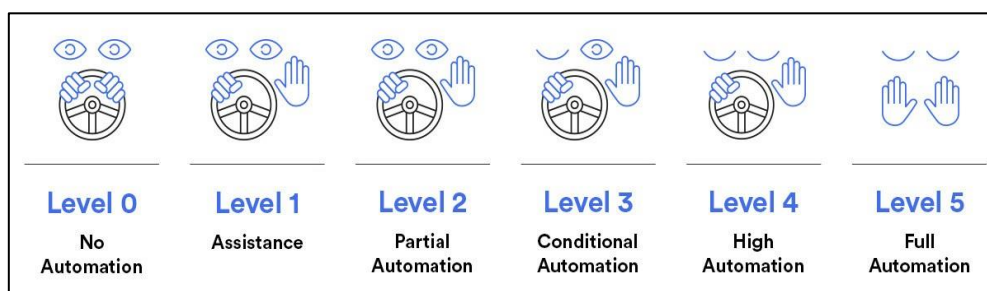 Level 0
No
Automation
Level 1
Assistance
Level 2
Partial
Automation
Level 3
Conditional
Automation
Level 4
High
Automation
Level 5
Full
Automation